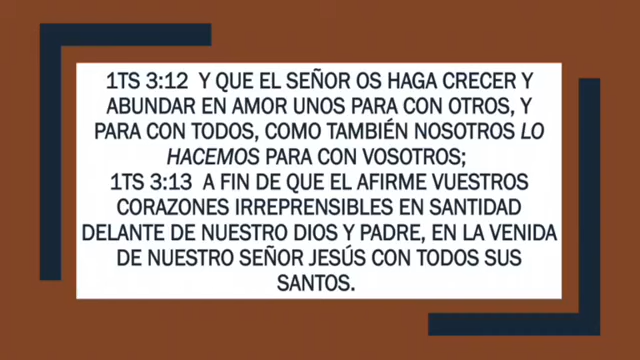 1TS 3:12 Y QUE EL SEÑOR OS HAGA CRECER Y
ABUNDAR EN AMOR UNOS PARA CON OTROS, Y
PARA CON TODOS, COMO TAMBIÉN NOSOTROS LO
HACEMOS PARA CON VOSOTROS;
1TS 3:13 A FIN DE QUE EL AFIRME VUESTROS
CORAZONES IRREPRENSIBLES EN SANTIDAD
DELANTE DE NUESTRO DIOS Y PADRE, EN LA VENIDA
DE NUESTRO SEÑOR JESÚS CON TODOS SUS
SANTOS.